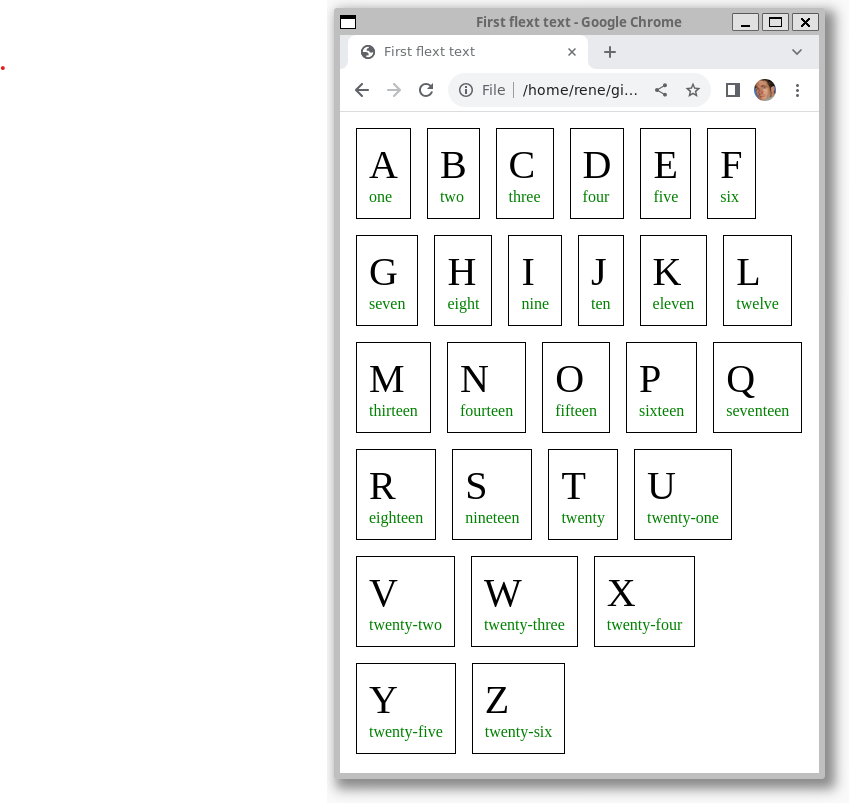 First flext text - Google Chrome
First flext text
File /home/rene/gi...
A B C D E F
one two three four five six
G H I J K L
seven eight nine ten eleven twelve
M N O P Q
thirteen fourteen fifteen sixteen seventeen
R S T U
eighteen nineteen twenty twenty-one
V W X
twenty-two twenty-three twenty-four
Y Z
twenty-five twenty-six